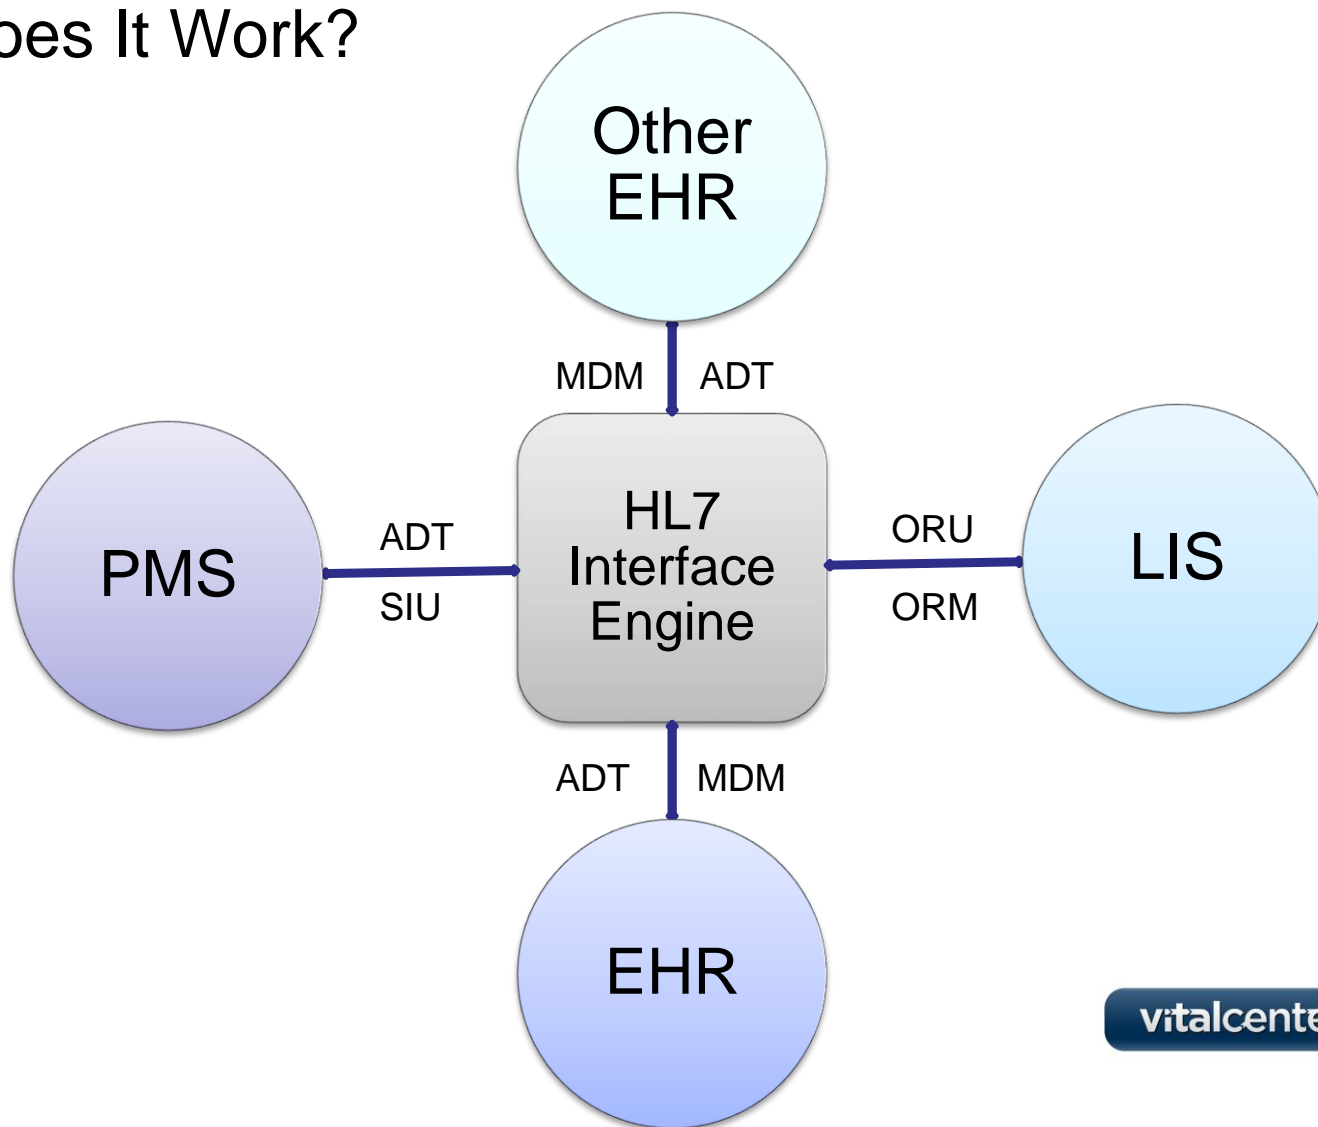 oes It Work?
Other
EHR
MDM ADT
PMS
ADT
SIU
HL7
Interface
Engine
ORU
ORM
LIS
ADT MDM
EHR
vitalcente